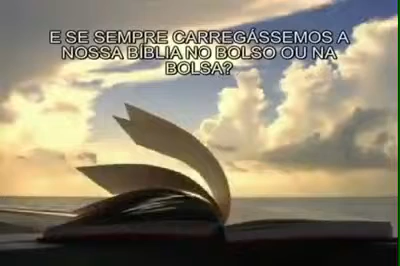 E SE SEMPRE CARREGÁSSEMOS A
NOSSA BÍBLIA NO BOLSO OU NA
BOLSA?